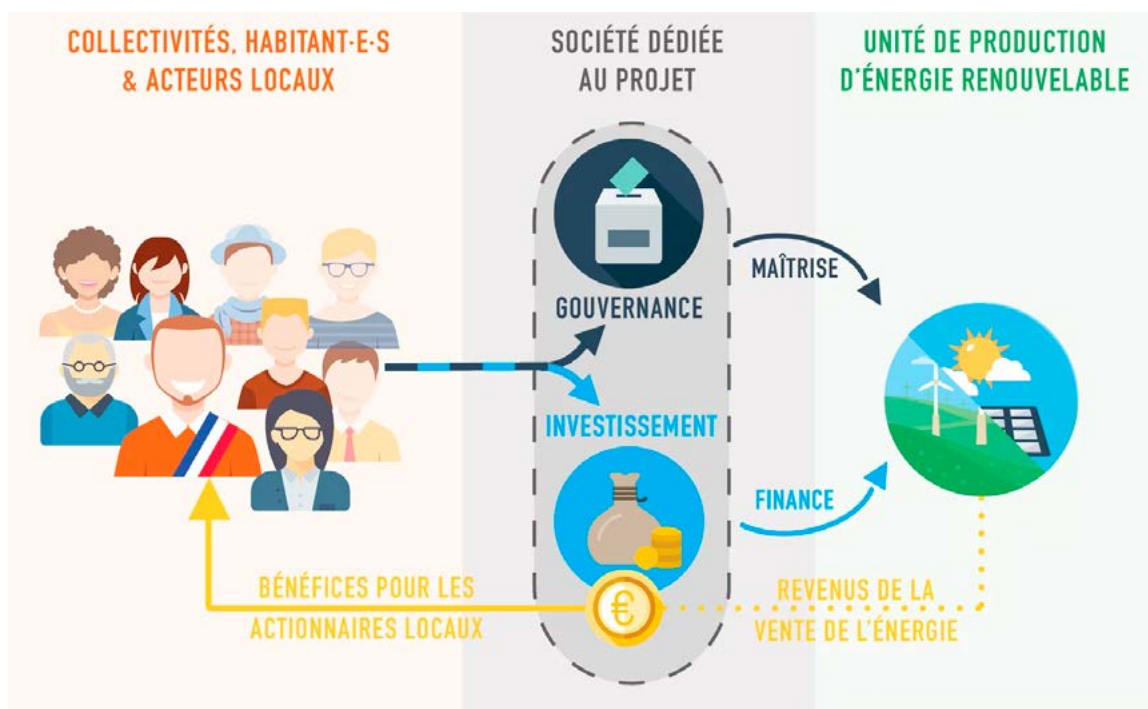 COLLECTIVITÉS, HABITANT·E·S
& ACTEURS LOCAUX
SOCIÉTÉ DÉDIÉE
AU PROJET
UNITÉ DE PRODUCTION
D'ÉNERGIE RENOUVELABLE
MAÎTRISE
GOUVERNANCE
INVESTISSEMENT
FINANCE
BÉNÉFICES POUR LES
ACTIONNAIRES LOCAUX
€
REVENUS DE LA
VENTE DE L'ÉNERGIE